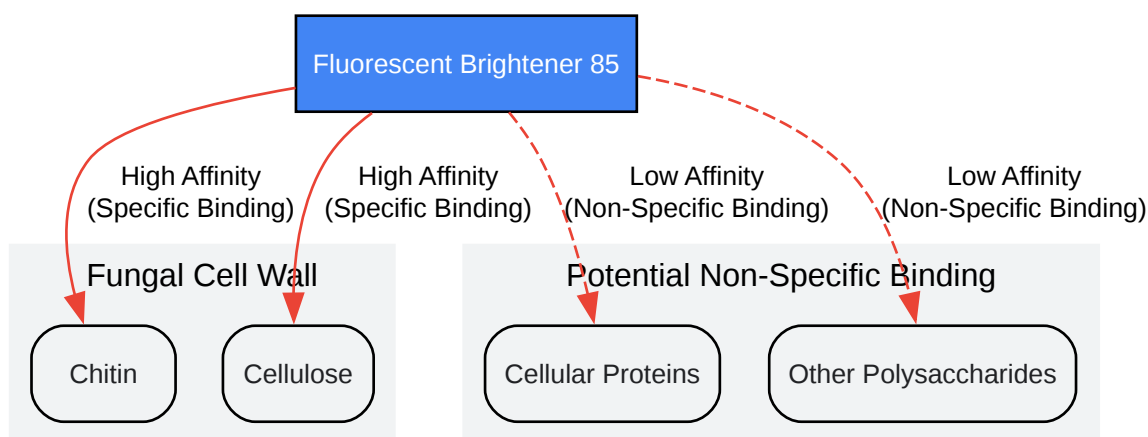 Fluorescent Brightener 85
High Affinity
(Specific Binding)
High Affinity
(Specific Binding)
Low Affinity
(Non-Specific Binding)
Low Affinity
(Non-Specific Binding)
Fungal Cell Wall
Potential Non-Specific Binding
Chitin
Cellulose
Cellular Proteins
Other Polysaccharides